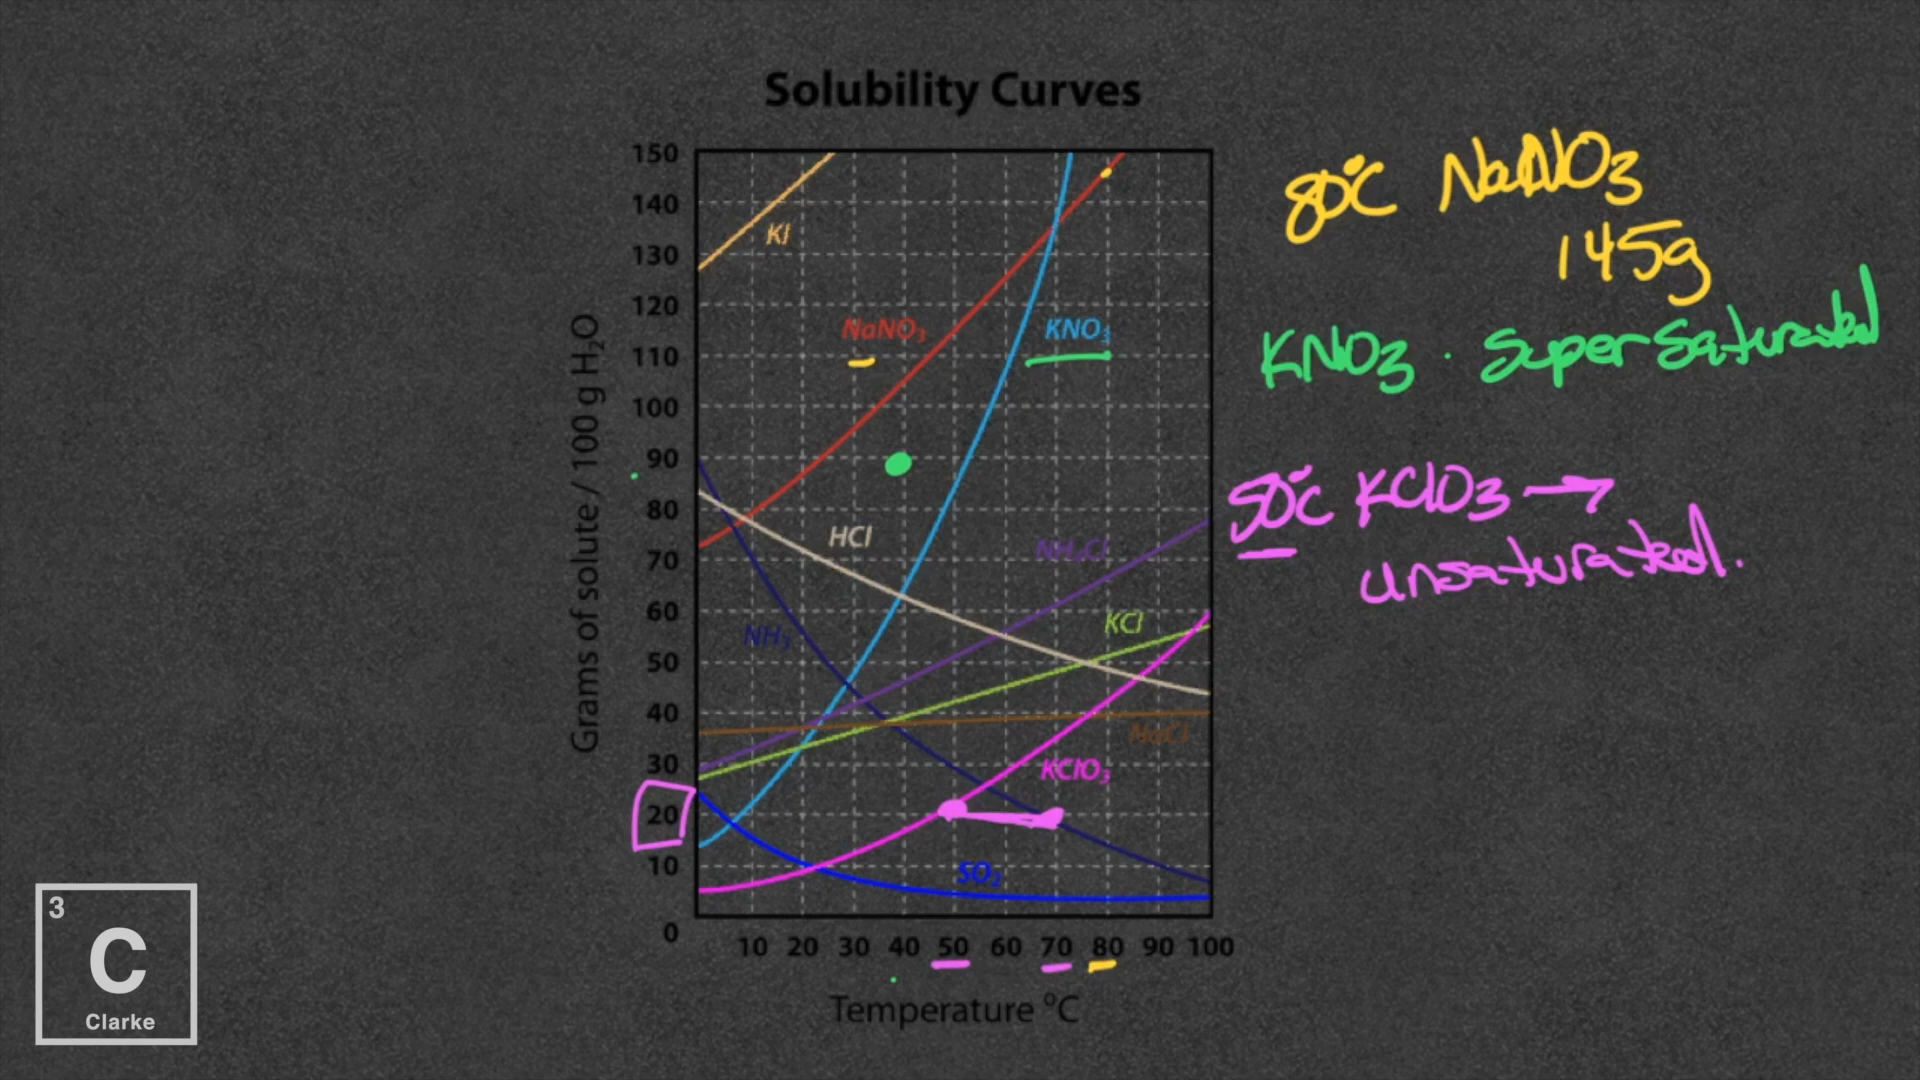 Solubility Curves
150
140
130
120
110
100
90
80
70
60
50
40
30
20
10
0
Grams of solute / 100 g H₂O
KI
NaNO₃
KNO₃
HCl
NH₄Cl
NH₃
KCl
NaCl
KClO₃
SO₂
10 20 30 40 50 60 70 80 90 100
Temperature °C
80°C NaNO3
145g
KNO3 · Supersaturated
50°C KClO3 →
unsaturated.
3
C
Clarke